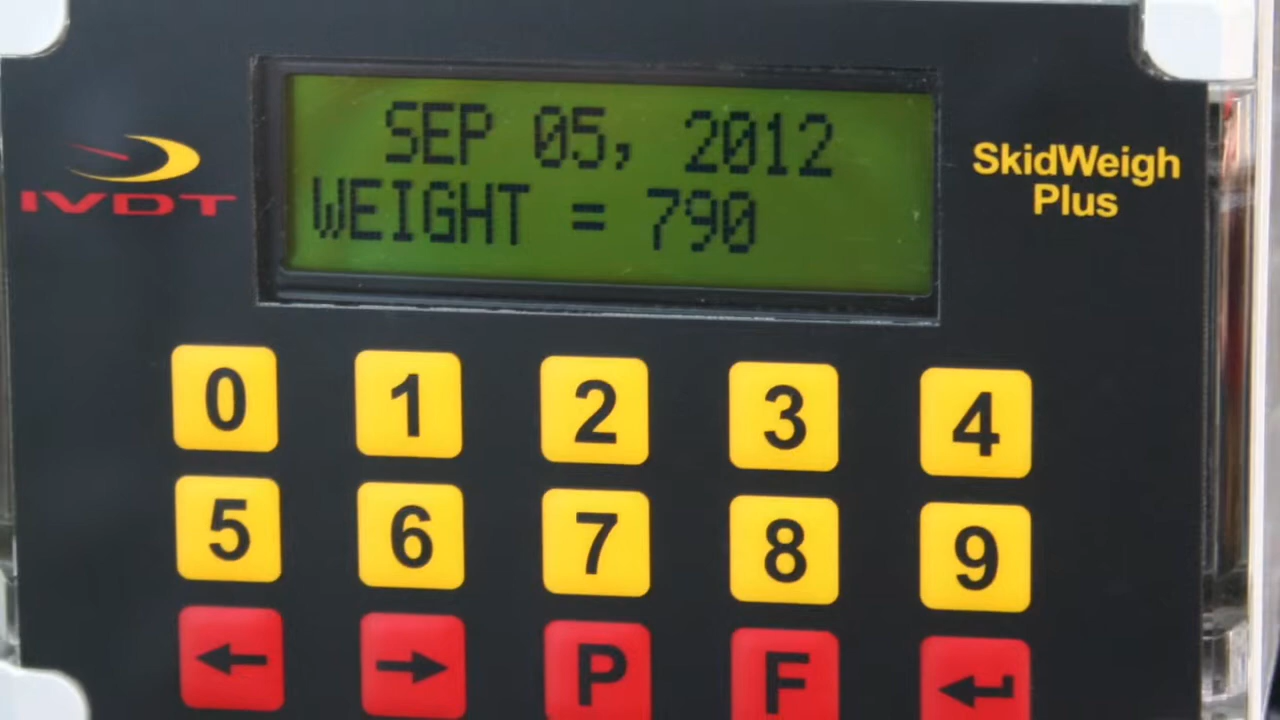 SEP 05, 2012
WEIGHT = 790
IVDT
SkidWeigh
Plus
0 1 2 3 4
5 6 7 8 9
← → P F ↵